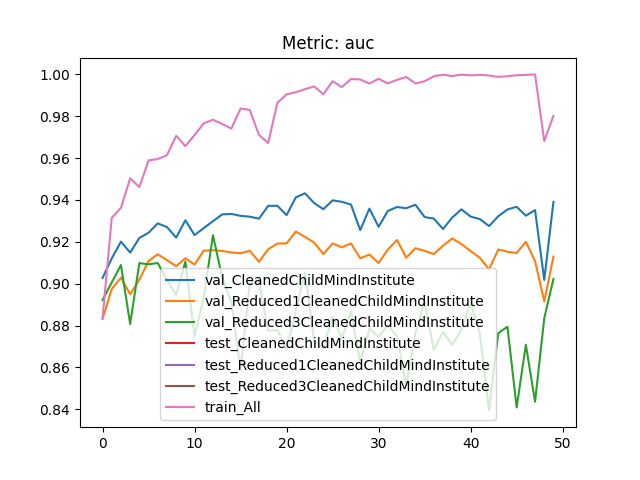 Metric: auc
1.00
0.98
0.96
0.94
0.92
0.90
0.88
0.86
0.84
val_CleanedChildMindInstitute
val_Reduced1CleanedChildMindInstitute
val_Reduced3CleanedChildMindInstitute
test_CleanedChildMindInstitute
test_Reduced1CleanedChildMindInstitute
test_Reduced3CleanedChildMindInstitute
train_All
0 10 20 30 40 50